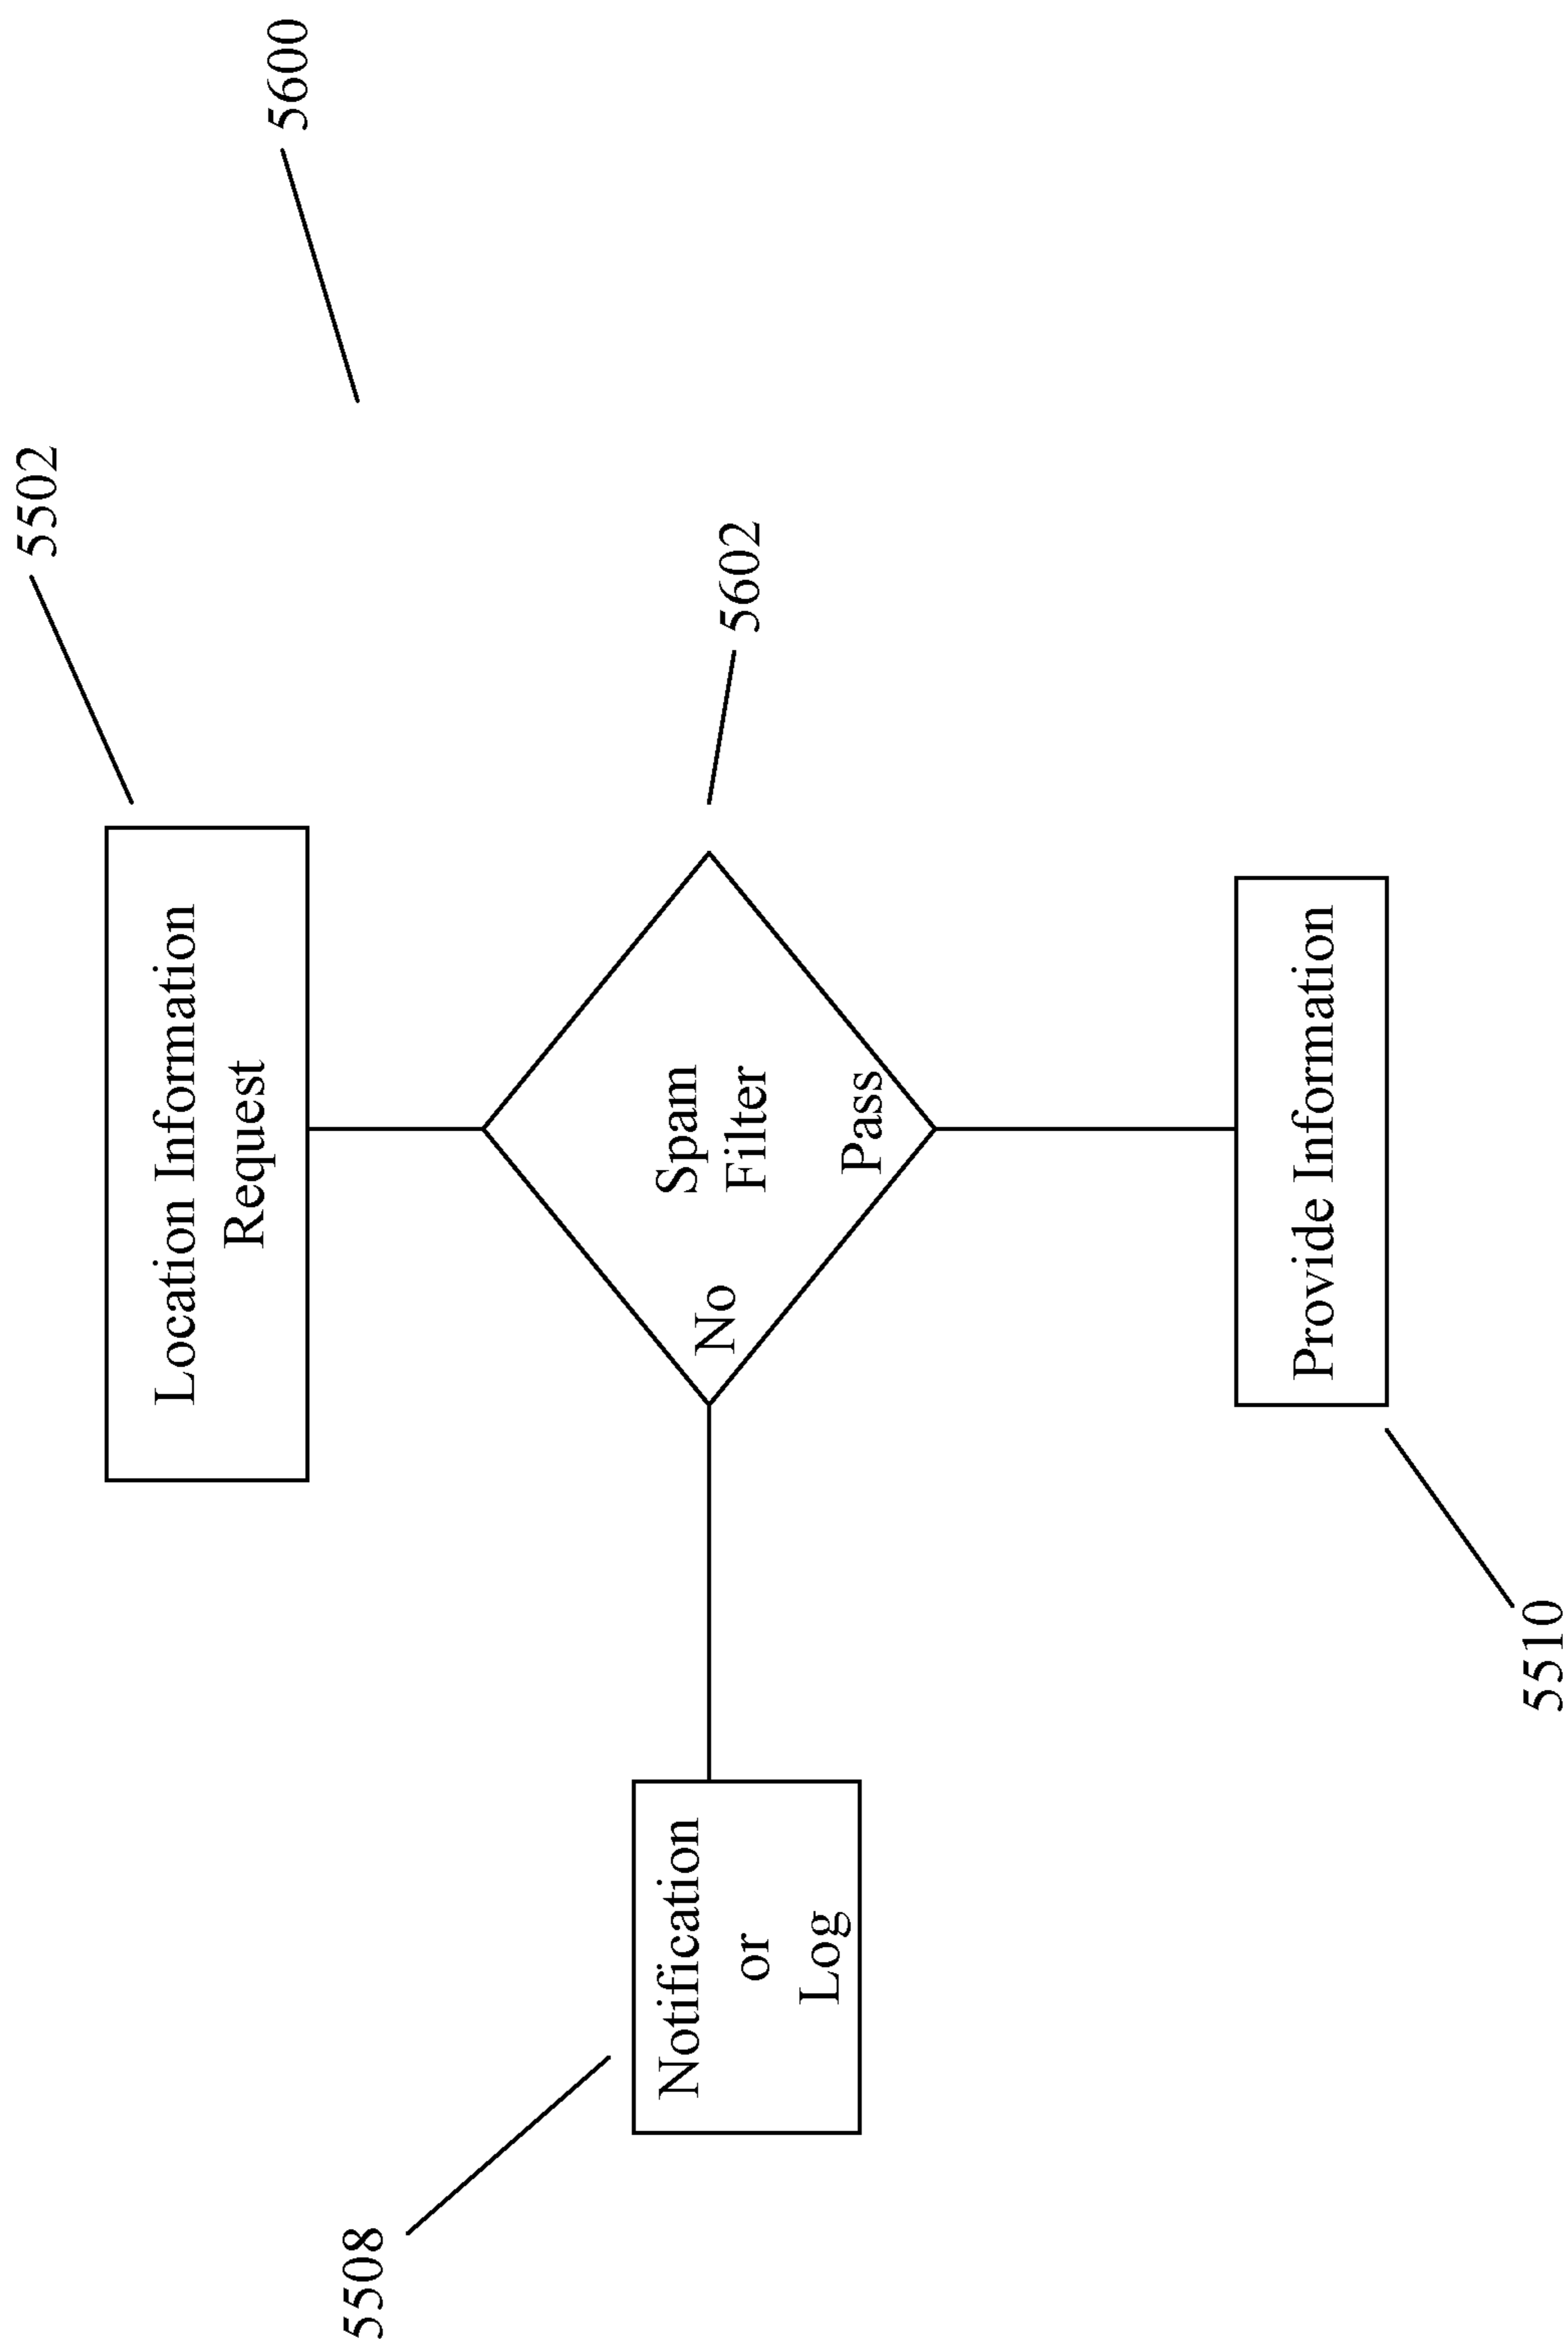 5502
5600
Location Information
Request
5602
Spam
Filter
No
Pass
5508
Notification
or
Log
Provide Information
5510